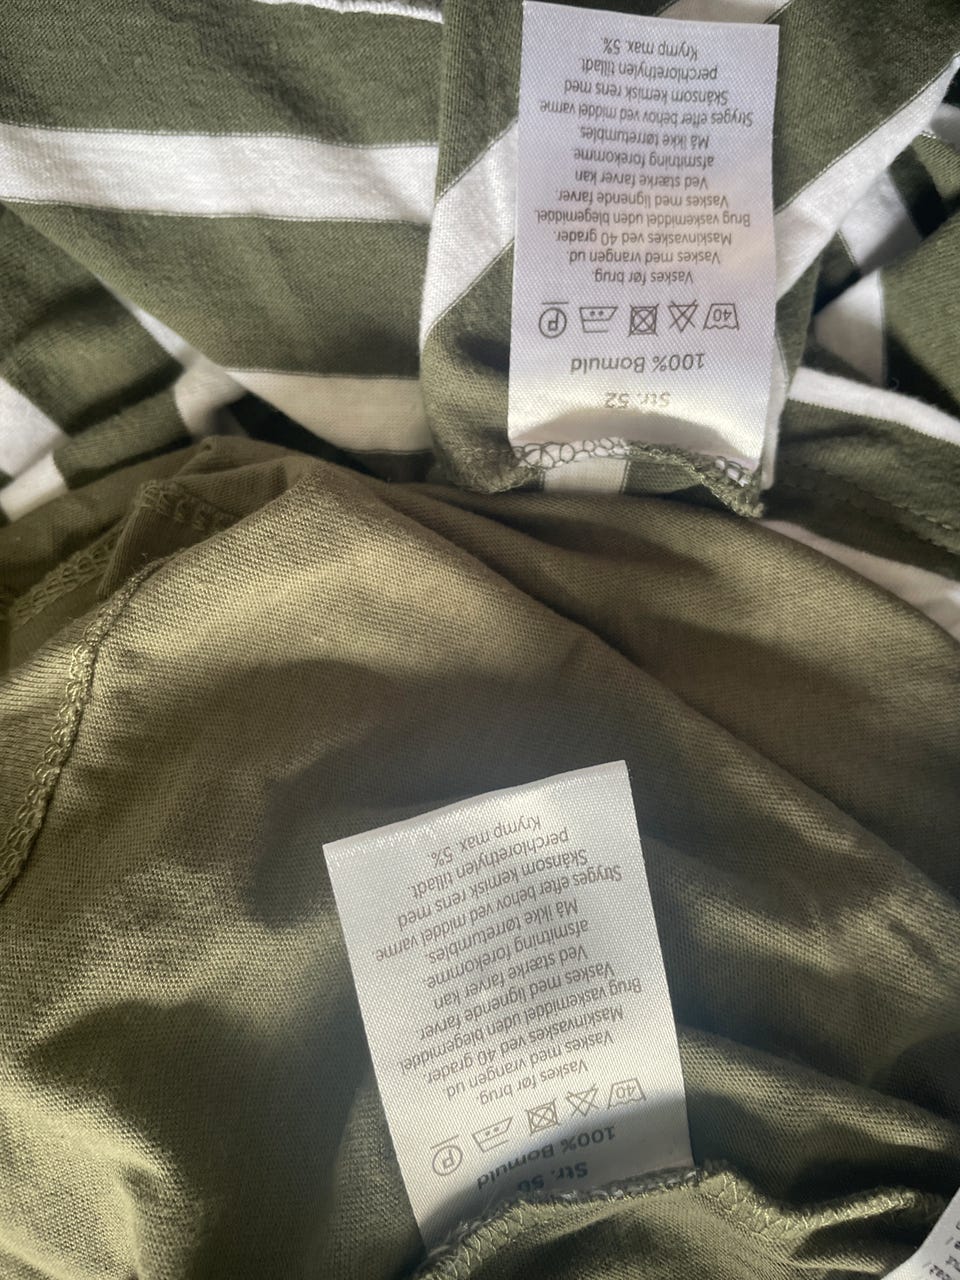 Str. 52
100% Bomuld
40
P
Vaskes før brug.
Vaskes med vrangen ud.
Maskinvaskes ved 40 grader.
Brug vaskemiddel uden blegemiddel.
Vaskes med lignende farver.
Ved stærke farver kan
afsmitning forekomme
Må ikke tørretumbles.
Stryges efter behov ved middel varme
Skånsom kemisk rens med
perchlorethylen tilladt.
Krymp max. 5%
Str. 56
100% Bomuld
40
P
Vaskes før brug.
Vaskes med vrangen ud.
Maskinvaskes ved 40 grader.
Brug vaskemiddel uden blegemiddel.
Vaskes med lignende farver.
Ved stærke farver kan
afsmitning forekomme.
Må ikke tørretumbles.
Stryges efter behov ved middel varme.
Skånsom kemisk rens med
perchlorethylen tilladt.
Krymp max. 5%.